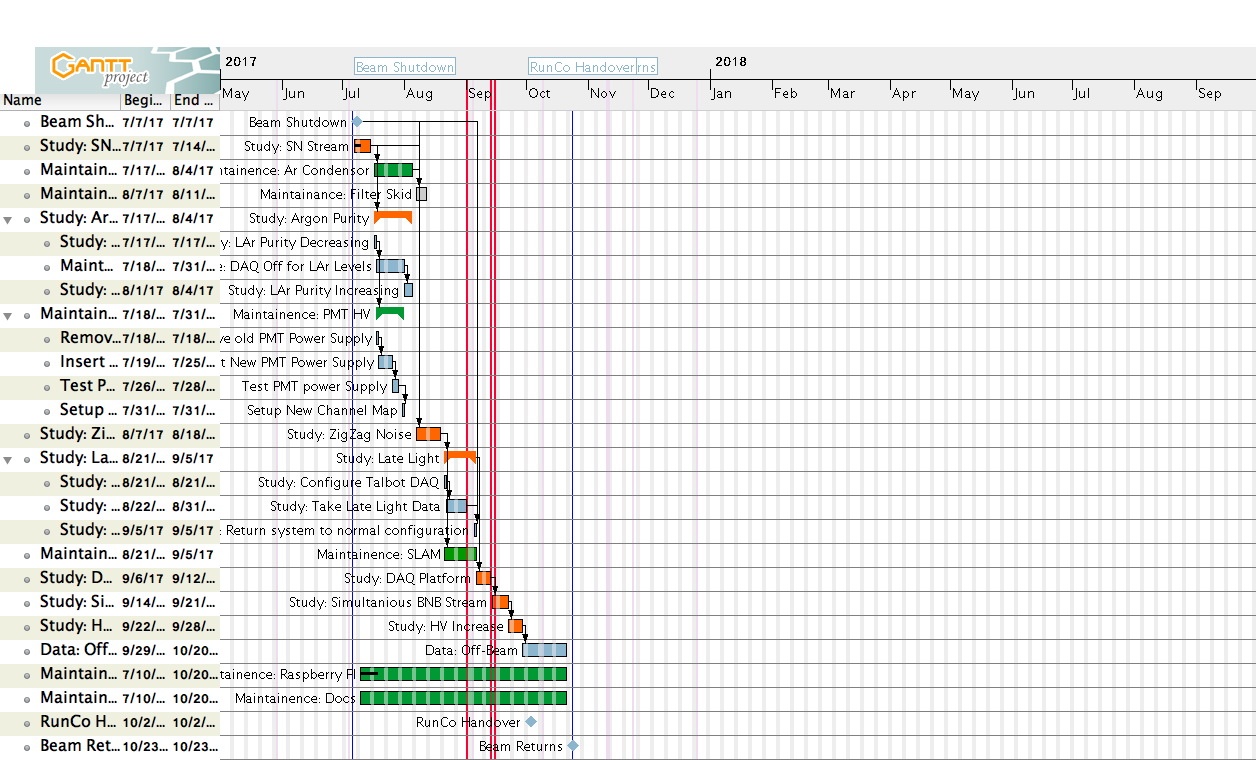 GANTT
project
2017 Beam Shutdown RunCo Handover rns 2018
Name Begi... End ... May Jun Jul Aug Sep Oct Nov Dec Jan Feb Mar Apr May Jun Jul Aug Sep
Beam Sh... 7/7/17 7/7/17 Beam Shutdown
Study: SN... 7/7/17 7/14/... Study: SN Stream
Maintain... 7/17/... 8/4/17 tainence: Ar Condensor
Maintain... 8/7/17 8/11/... Maintainance: Filter Skid
Study: Ar... 7/17/... 8/4/17 Study: Argon Purity
Study: ... 7/17/... 7/17/... y: LAr Purity Decreasing
Maint... 7/18/... 7/31/... : DAQ Off for LAr Levels
Study: ... 8/1/17 8/4/17 Study: LAr Purity Increasing
Maintain... 7/18/... 7/31/... Maintainence: PMT HV
Remov... 7/18/... 7/18/... ve old PMT Power Supply
Insert ... 7/19/... 7/25/... t New PMT Power Supply
Test P... 7/26/... 7/28/... Test PMT power Supply
Setup ... 7/31/... 7/31/... Setup New Channel Map
Study: Zi... 8/7/17 8/18/... Study: ZigZag Noise
Study: La... 8/21/... 9/5/17 Study: Late Light
Study: ... 8/21/... 8/21/... Study: Configure Talbot DAQ
Study: ... 8/22/... 8/31/... Study: Take Late Light Data
Study: ... 9/5/17 9/5/17 : Return system to normal configuration
Maintain... 8/21/... 9/5/17 Maintainence: SLAM
Study: D... 9/6/17 9/12/... Study: DAQ Platform
Study: Si... 9/14/... 9/21/... Study: Simultanious BNB Stream
Study: H... 9/22/... 9/28/... Study: HV Increase
Data: Off... 9/29/... 10/20... Data: Off-Beam
Maintain... 7/10/... 10/20... tainence: Raspberry PI
Maintain... 7/10/... 10/20... Maintainence: Docs
RunCo H... 10/2/... 10/2/... RunCo Handover
Beam Ret... 10/23... 10/23... Beam Returns